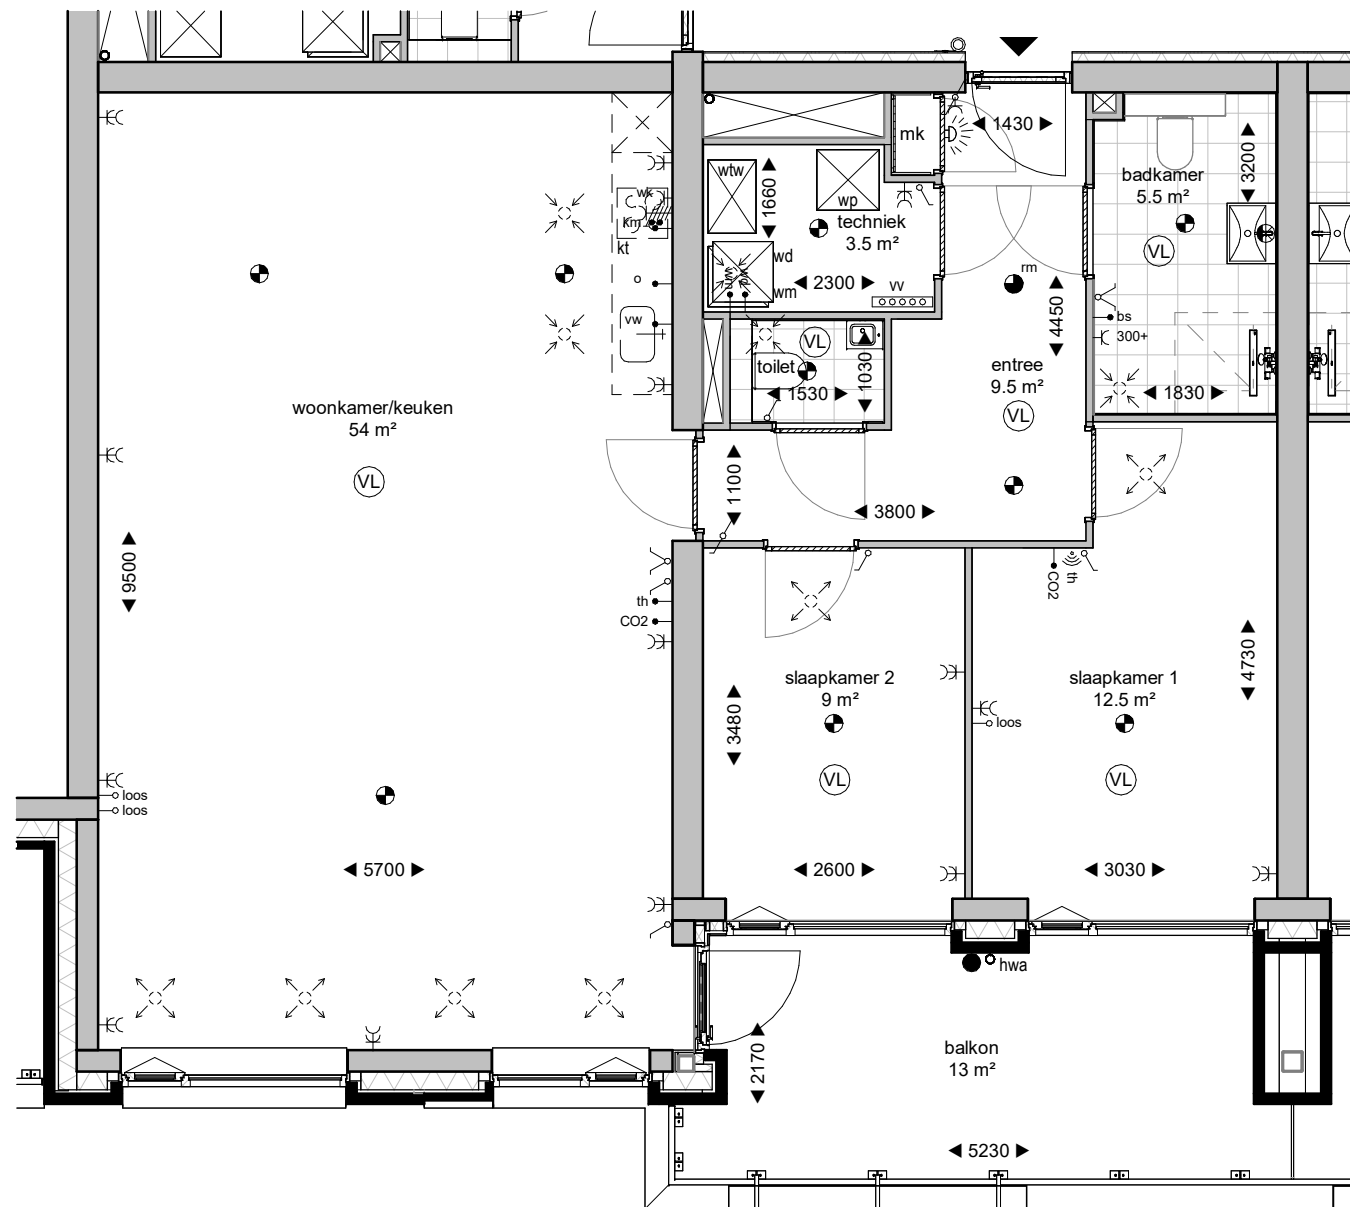 mk
1430
badkamer
5.5 m²
3200
VL
wtw
1660
wp
techniek
3.5 m²
wd
wm
2300
vv
wk
km
kt
vw
rm
4450
bs
300+
1830
toilet
VL
1530
1030
entree
9.5 m²
VL
woonkamer/keuken
54 m²
VL
1100
3800
9500
th
CO2
CO2
th
slaapkamer 2
9 m²
3480
VL
2600
slaapkamer 1
12.5 m²
4730
loos
VL
3030
loos
loos
5700
hwa
balkon
13 m²
2170
5230